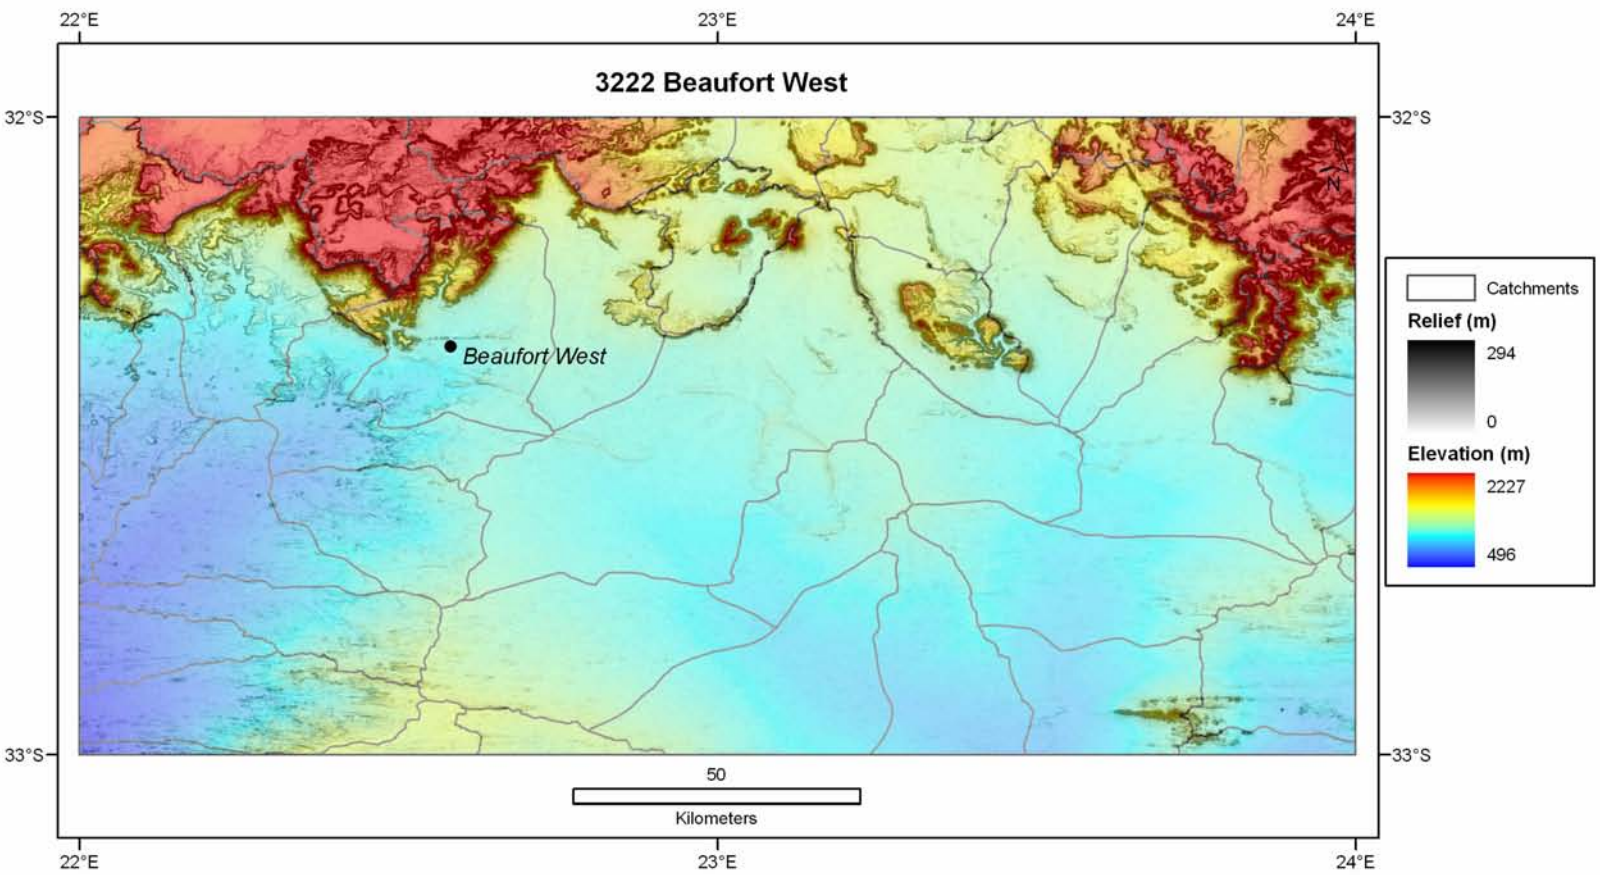 22°E 23°E 24°E
3222 Beaufort West
32°S 32°S
N
Beaufort West
Catchments
Relief (m)
294
0
Elevation (m)
2227
496
33°S 33°S
50
Kilometers
22°E 23°E 24°E